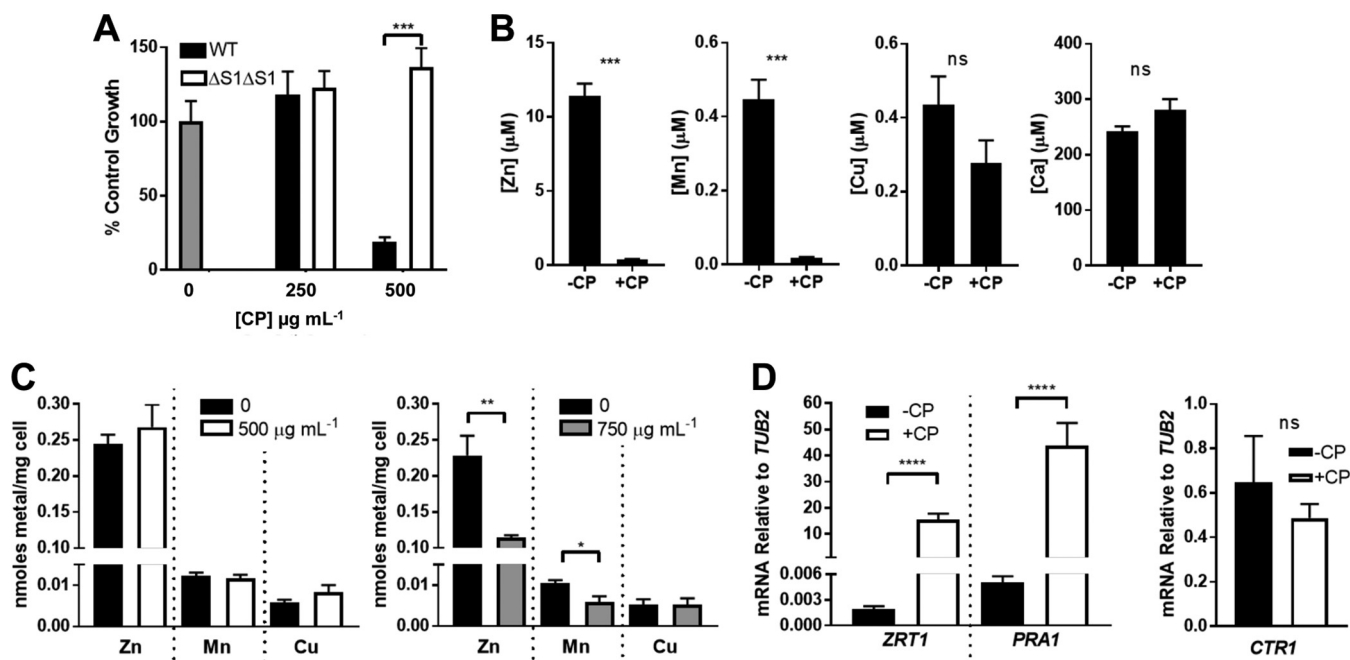 A
% Control Growth
150
100
50
0
WT
ΔS1ΔS1
***
0
250
500
[CP] µg mL-1
B
[Zn] (µM)
15
10
5
0
***
-CP +CP
[Mn] (µM)
0.6
0.4
0.2
0.0
***
-CP +CP
[Cu] (µM)
0.6
0.4
0.2
0.0
ns
-CP +CP
[Ca] (µM)
400
300
200
100
0
ns
-CP +CP
C
nmoles metal/mg cell
0.30
0.25
0.20
0.15
0.10
0.01
0.00
0
500 µg mL-1
Zn
Mn
Cu
nmoles metal/mg cell
0.30
0.25
0.20
0.15
0.10
0.01
0.00
0
750 µg mL-1
**
*
Zn
Mn
Cu
D
mRNA Relative to TUB2
60
50
40
30
20
10
0.006
0.003
0.000
-CP
+CP
****
****
ZRT1
PRA1
mRNA Relative to TUB2
1.0
0.8
0.6
0.4
0.2
0.0
ns
-CP
+CP
CTR1